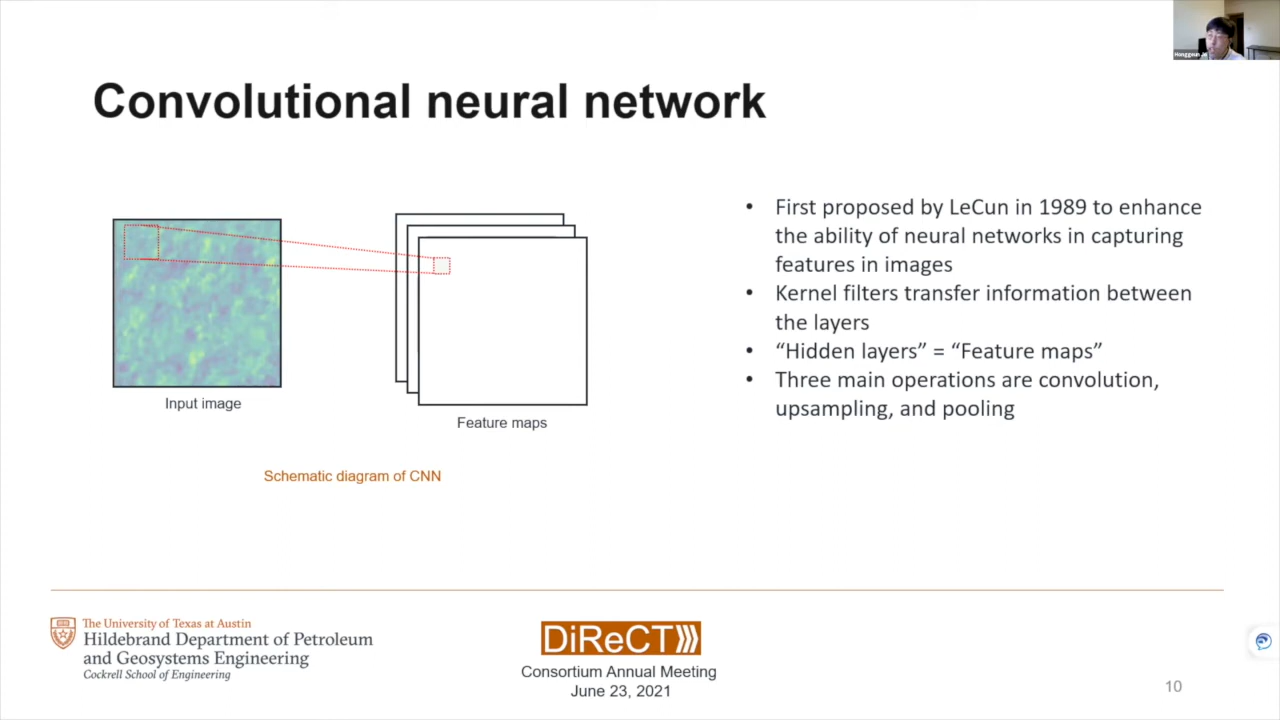 Convolutional neural network
Input image
Feature maps
Schematic diagram of CNN
• First proposed by LeCun in 1989 to enhance
the ability of neural networks in capturing
features in images
• Kernel filters transfer information between
the layers
• “Hidden layers” = “Feature maps”
• Three main operations are convolution,
upsampling, and pooling
The University of Texas at Austin
Hildebrand Department of Petroleum
and Geosystems Engineering
Cockrell School of Engineering
DiReCT
Consortium Annual Meeting
June 23, 2021
10